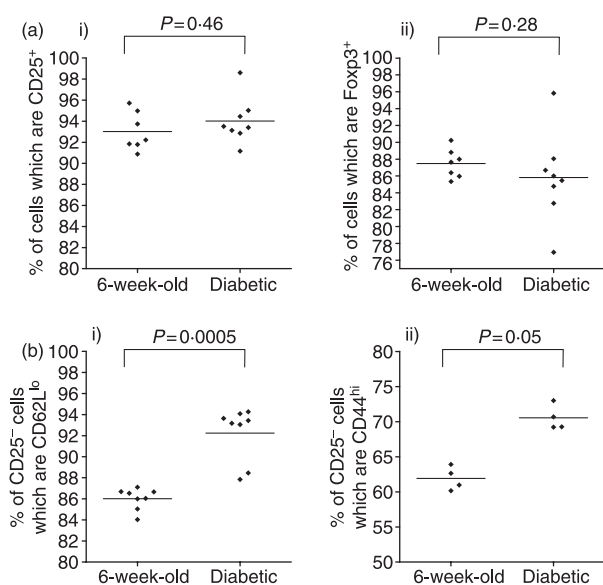 (a) i)
P=0·46
% of cells which are CD25⁺
100
98
96
94
92
90
88
86
84
82
80
6-week-old Diabetic
ii)
P=0·28
% of cells which are Foxp3⁺
100
98
96
94
92
90
88
86
84
82
80
78
76
6-week-old Diabetic
(b) i)
P=0·0005
% of CD25⁻ cells
which are CD62Lˡᵒ
100
98
96
94
92
90
88
86
84
82
80
6-week-old Diabetic
ii)
P=0·05
% of CD25⁻ cells
which are CD44ʰⁱ
80
75
70
65
60
55
50
6-week-old Diabetic